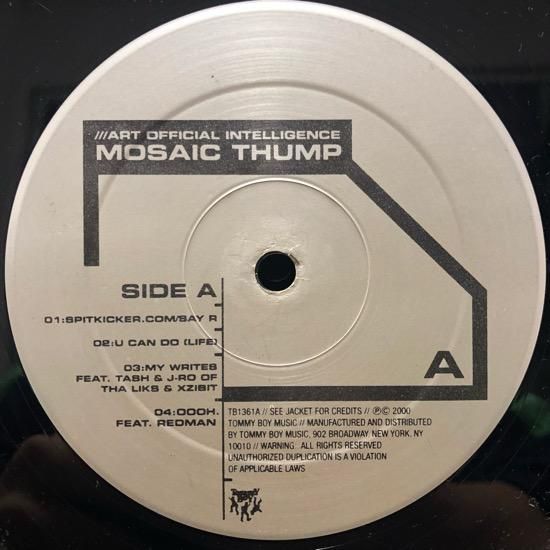 ///ART OFFICIAL INTELLIGENCE
MOSAIC THUMP
SIDE A
01:SPITKICKER.COM/SAY R
02:U CAN DO (LIFE)
03:MY WRITES
FEAT. TASH & J-RO OF
THA LIKS & XZIBIT
04:OOOH.
FEAT. REDMAN
A
TB1361A // SEE JACKET FOR CREDITS // ℗© 2000
TOMMY BOY MUSIC // MANUFACTURED AND DISTRIBUTED
BY TOMMY BOY MUSIC, 902 BROADWAY, NEW YORK, NY
10010 // WARNING: ALL RIGHTS RESERVED
UNAUTHORIZED DUPLICATION IS A VIOLATION
OF APPLICABLE LAWS
TOMMY
BOY